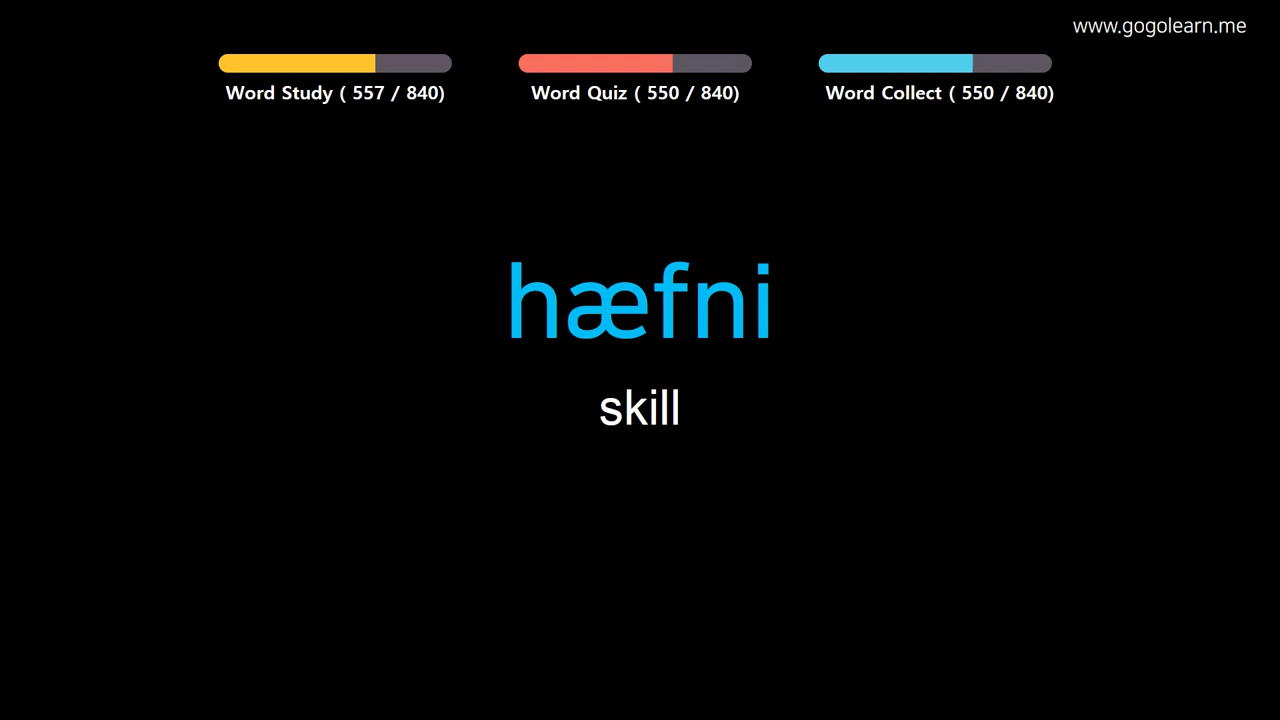 www.gogolearn.me
Word Study ( 557 / 840)
Word Quiz ( 550 / 840)
Word Collect ( 550 / 840)
hæfni
skill